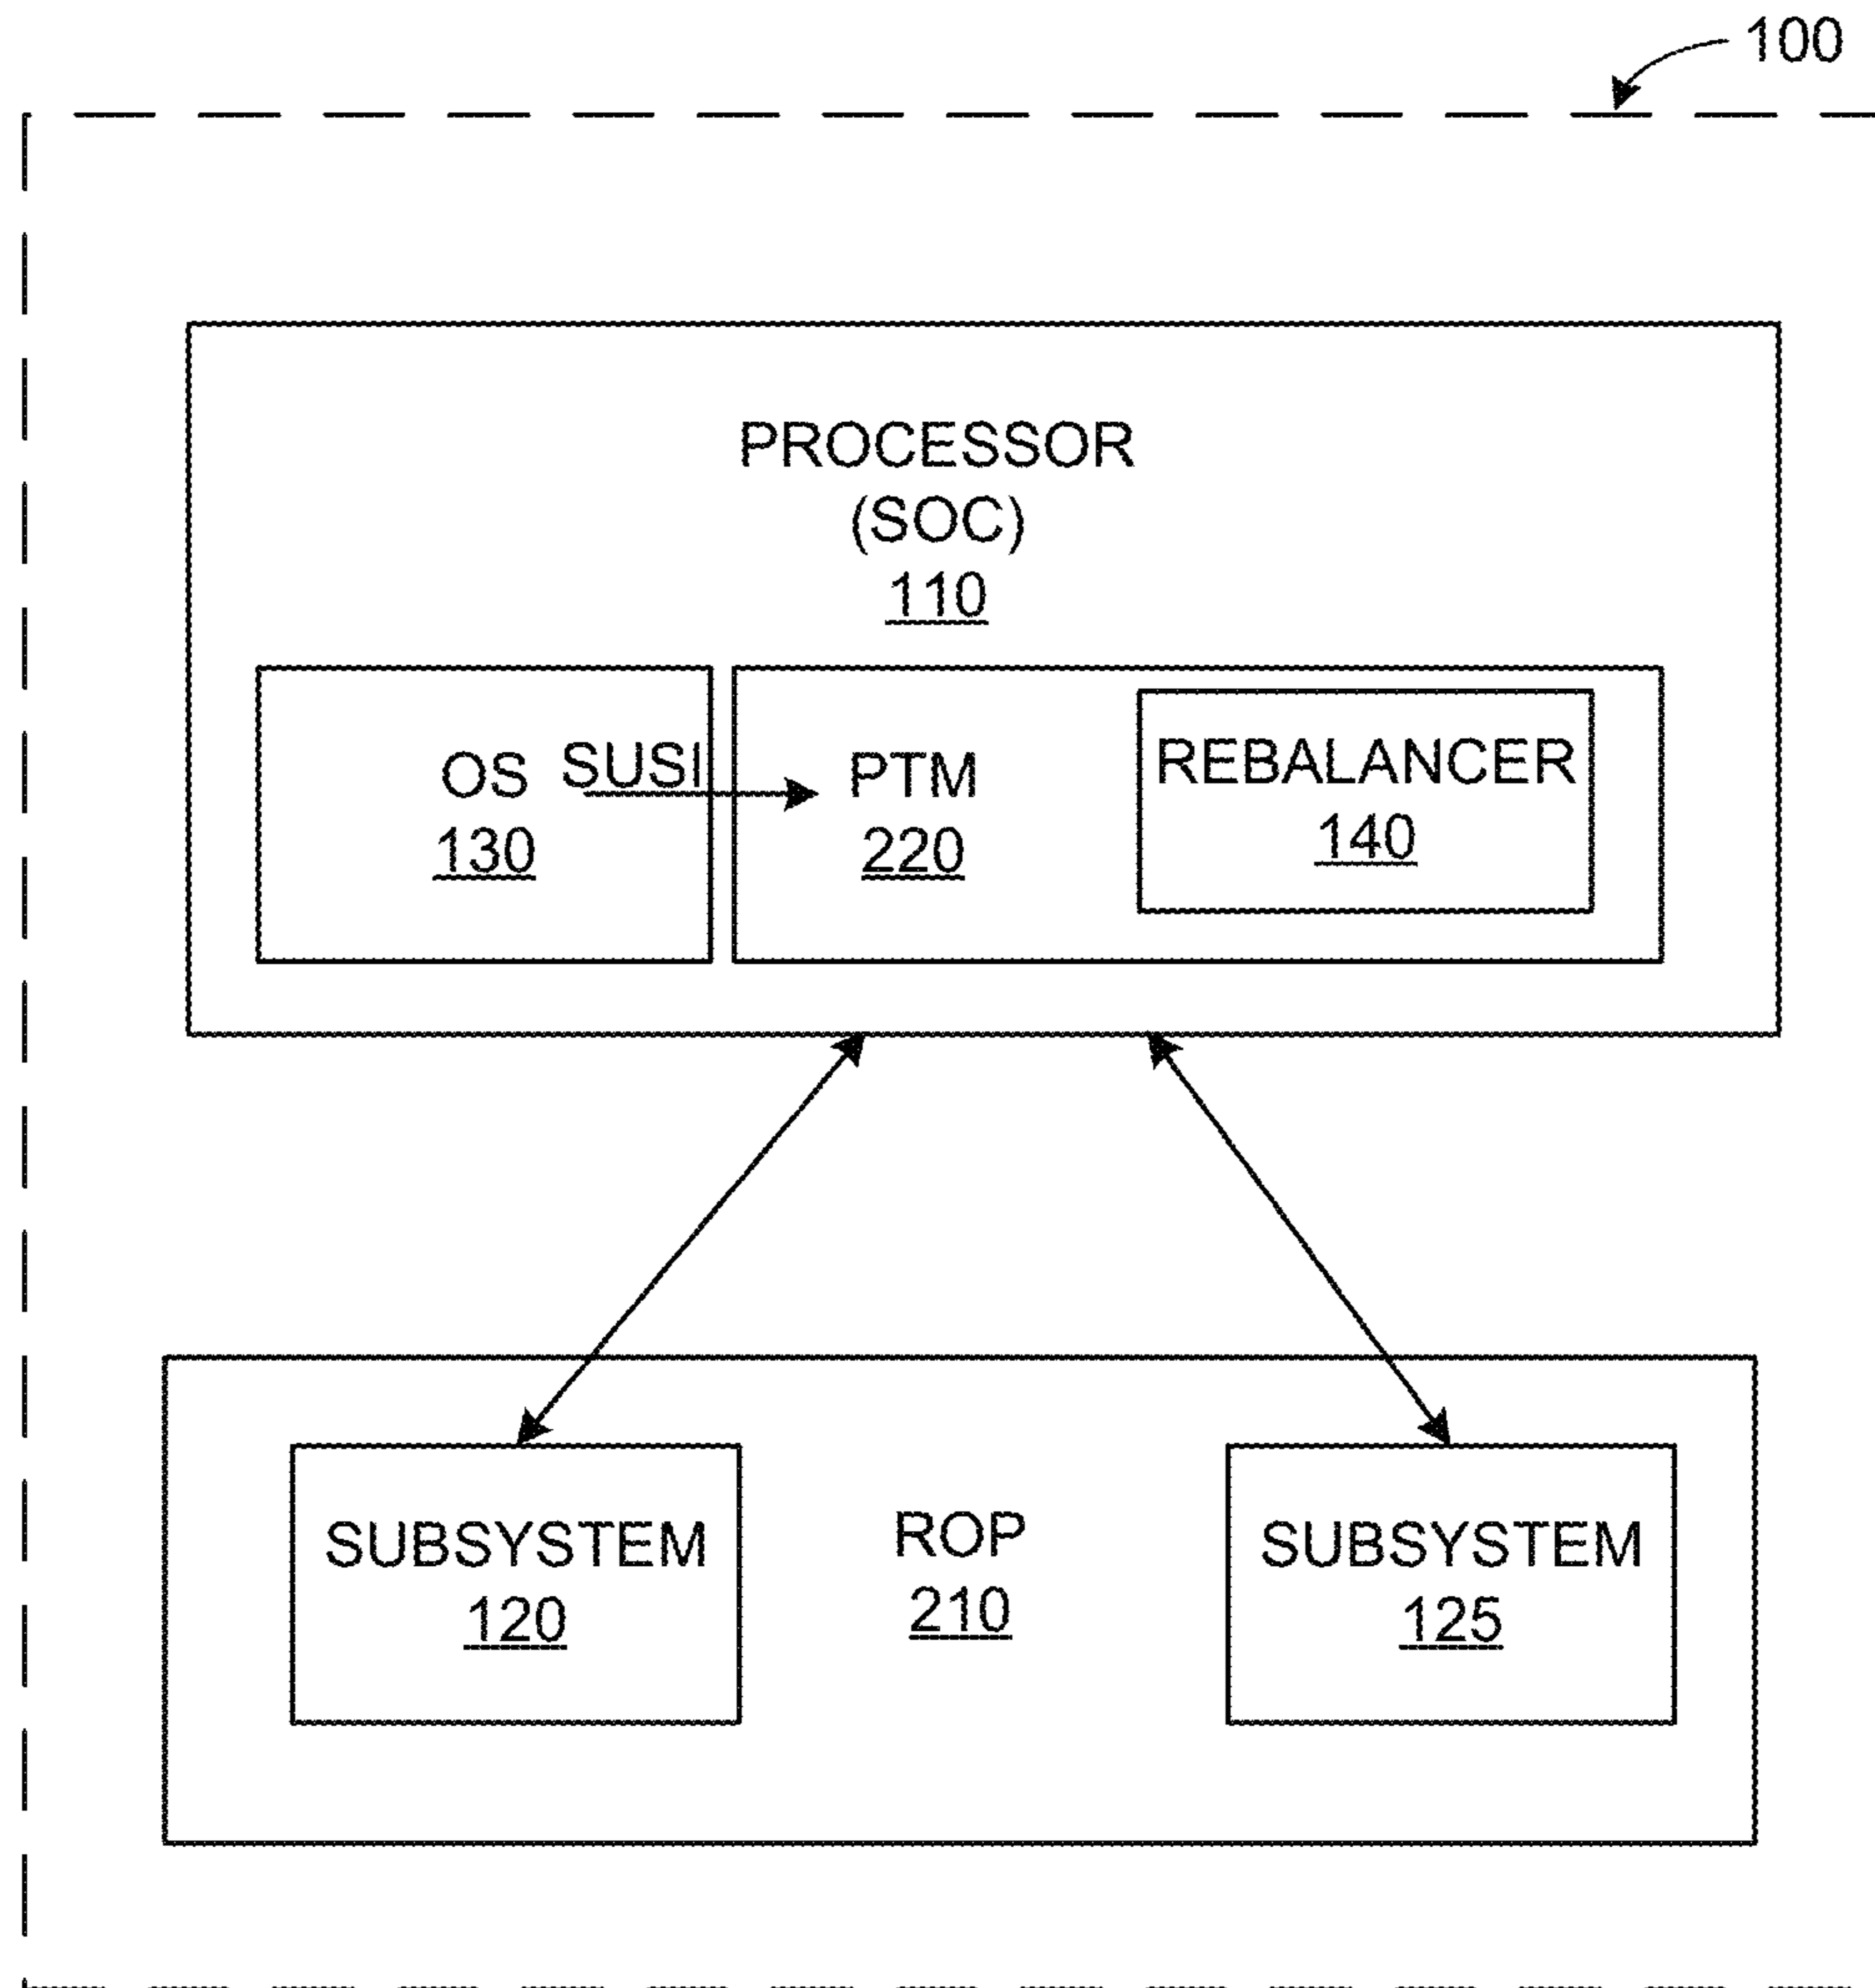 100
PROCESSOR
(SOC)
110
OS
130
SUSI
PTM
220
REBALANCER
140
SUBSYSTEM
120
ROP
210
SUBSYSTEM
125